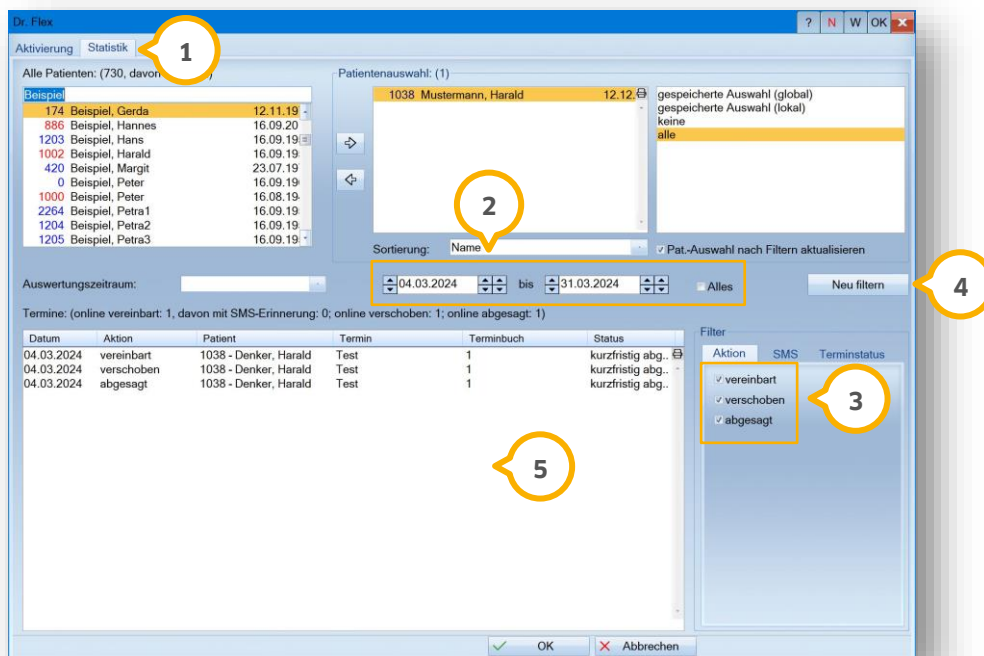 Dr. Flex ? N W OK
Aktivierung Statistik 1
Alle Patienten: (730, davon
Beispiel
174 Beispiel, Gerda 12.11.19
886 Beispiel, Hannes 16.09.20
1203 Beispiel, Hans 16.09.19
1002 Beispiel, Harald 16.09.19
420 Beispiel, Margit 23.07.19
0 Beispiel, Peter 16.09.19
1000 Beispiel, Peter 16.08.19
2264 Beispiel, Petra1 16.09.19
1204 Beispiel, Petra2 16.09.19
1205 Beispiel, Petra3 16.09.19
Patientenauswahl: (1)
1038 Mustermann, Harald 12.12.
gespeicherte Auswahl (global)
gespeicherte Auswahl (lokal)
keine
alle
2
Sortierung: Name
Pat.-Auswahl nach Filtern aktualisieren
Auswertungszeitraum: 04.03.2024 bis 31.03.2024 Alles Neu filtern 4
Termine: (online vereinbart: 1, davon mit SMS-Erinnerung: 0; online verschoben: 1; online abgesagt: 1)
Datum Aktion Patient Termin Terminbuch Status
04.03.2024 vereinbart 1038 - Denker, Harald Test 1 kurzfristig abg..
04.03.2024 verschoben 1038 - Denker, Harald Test 1 kurzfristig abg..
04.03.2024 abgesagt 1038 - Denker, Harald Test 1 kurzfristig abg..
Filter
Aktion SMS Terminstatus
vereinbart
verschoben
abgesagt
3
5
OK Abbrechen